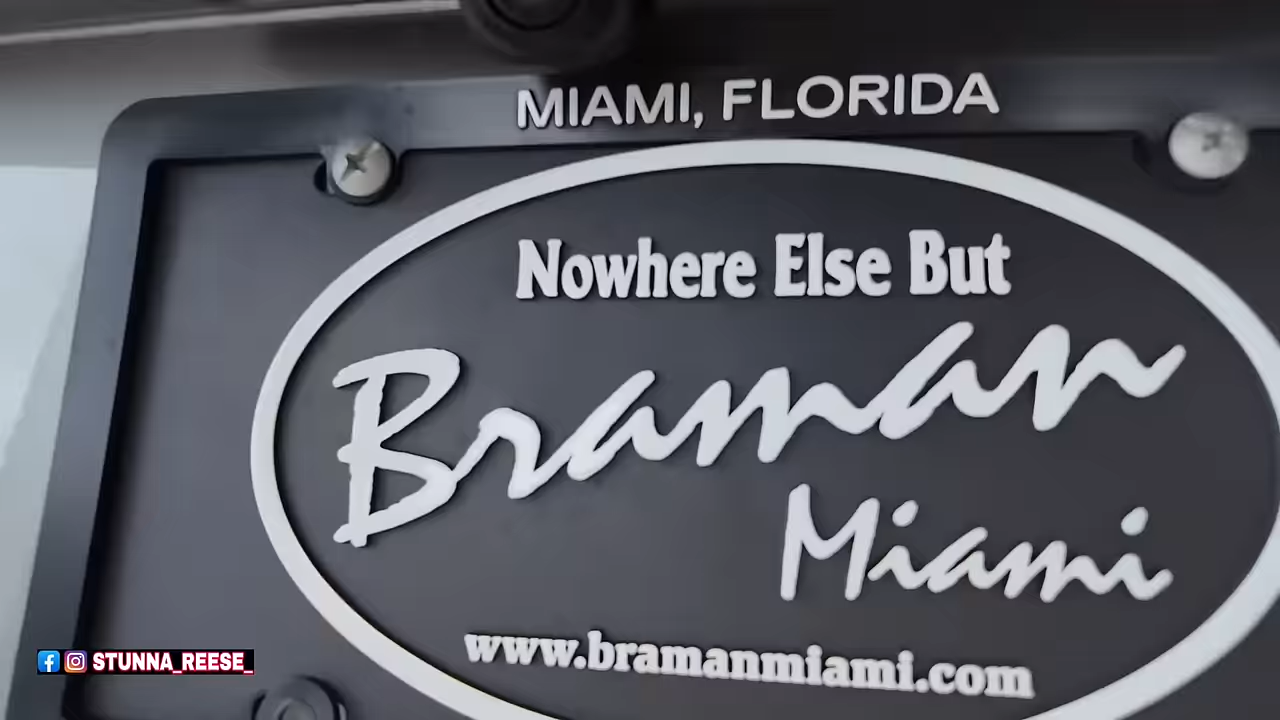 MIAMI, FLORIDA
Nowhere Else But
Braman
Miami
www.bramanmiami.com
STUNNA_REESE_